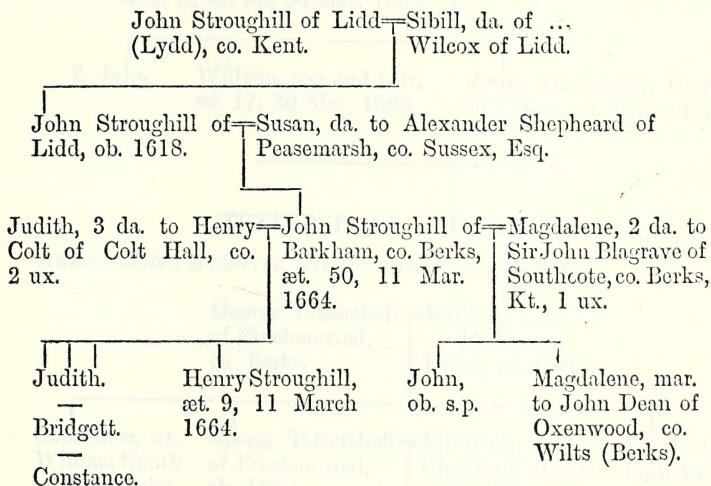 John Stroughill of Lidd=Sibill, da. of ...
(Lydd), co. Kent. Wilcox of Lidd.
John Stroughill of=Susan, da. to Alexander Shepheard of
Lidd, ob. 1618. Peasemarsh, co. Sussex, Esq.
Judith, 3 da. to Henry=John Stroughill of=Magdalene, 2 da. to
Colt of Colt Hall, co. Barkham, co. Berks, Sir John Blagrave of
2 ux. æt. 50, 11 Mar. Southcote, co. Berks,
1664. Kt., 1 ux.
Judith. Henry Stroughill, John, Magdalene, mar.
— æt. 9, 11 March ob. s.p. to John Dean of
Bridgett. 1664. Oxenwood, co.
— Wilts (Berks).
Constance.